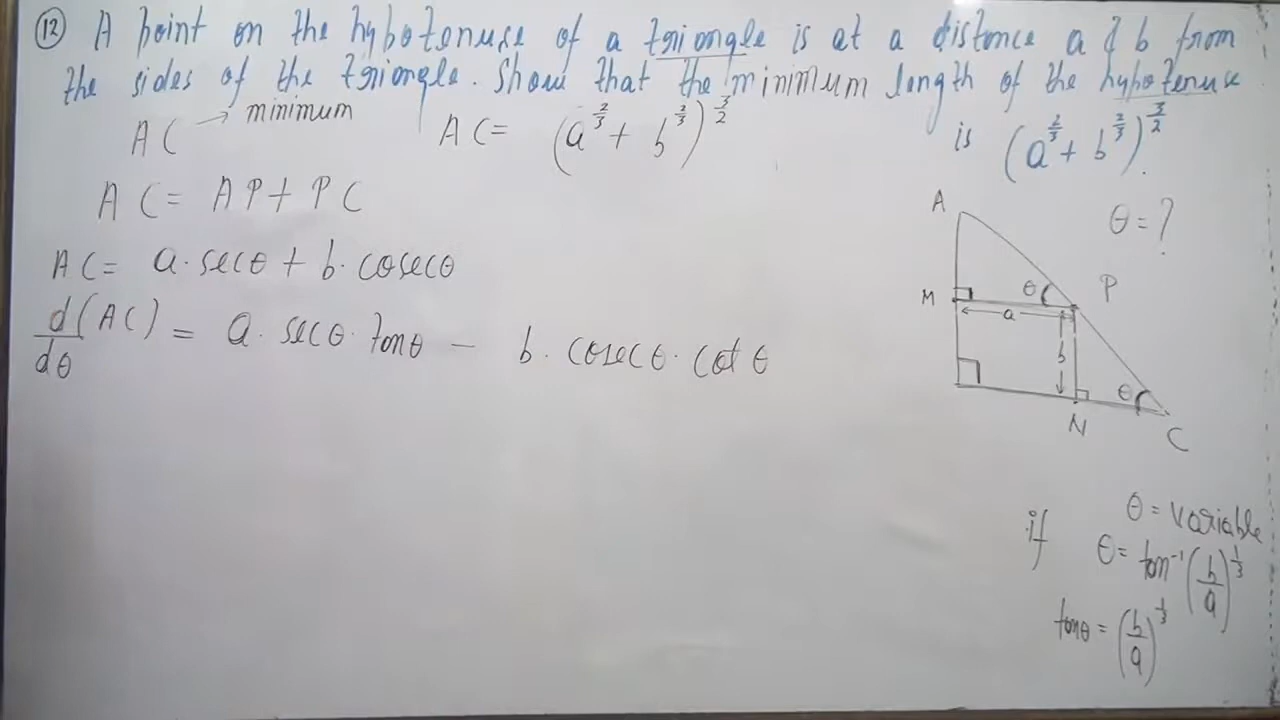 ⑫ A point on the hypotenuse of a triangle is at a distance a & b from
the sides of the triangle. Show that the minimum length of the hypotenuse
is (a^{2/3} + b^{2/3})^{3/2}.
AC → minimum
AC = (a^{2/3} + b^{2/3})^{3/2}
AC = AP + PC
AC = a·secθ + b·cosecθ
d(AC)/dθ = a·secθ·tanθ – b·cosecθ·cotθ
A
θ = ?
M
θ
P
a
b
θ
N
C
θ = variable
if θ = tan⁻¹(b/a)^{1/3}
tanθ = (b/a)^{1/3}